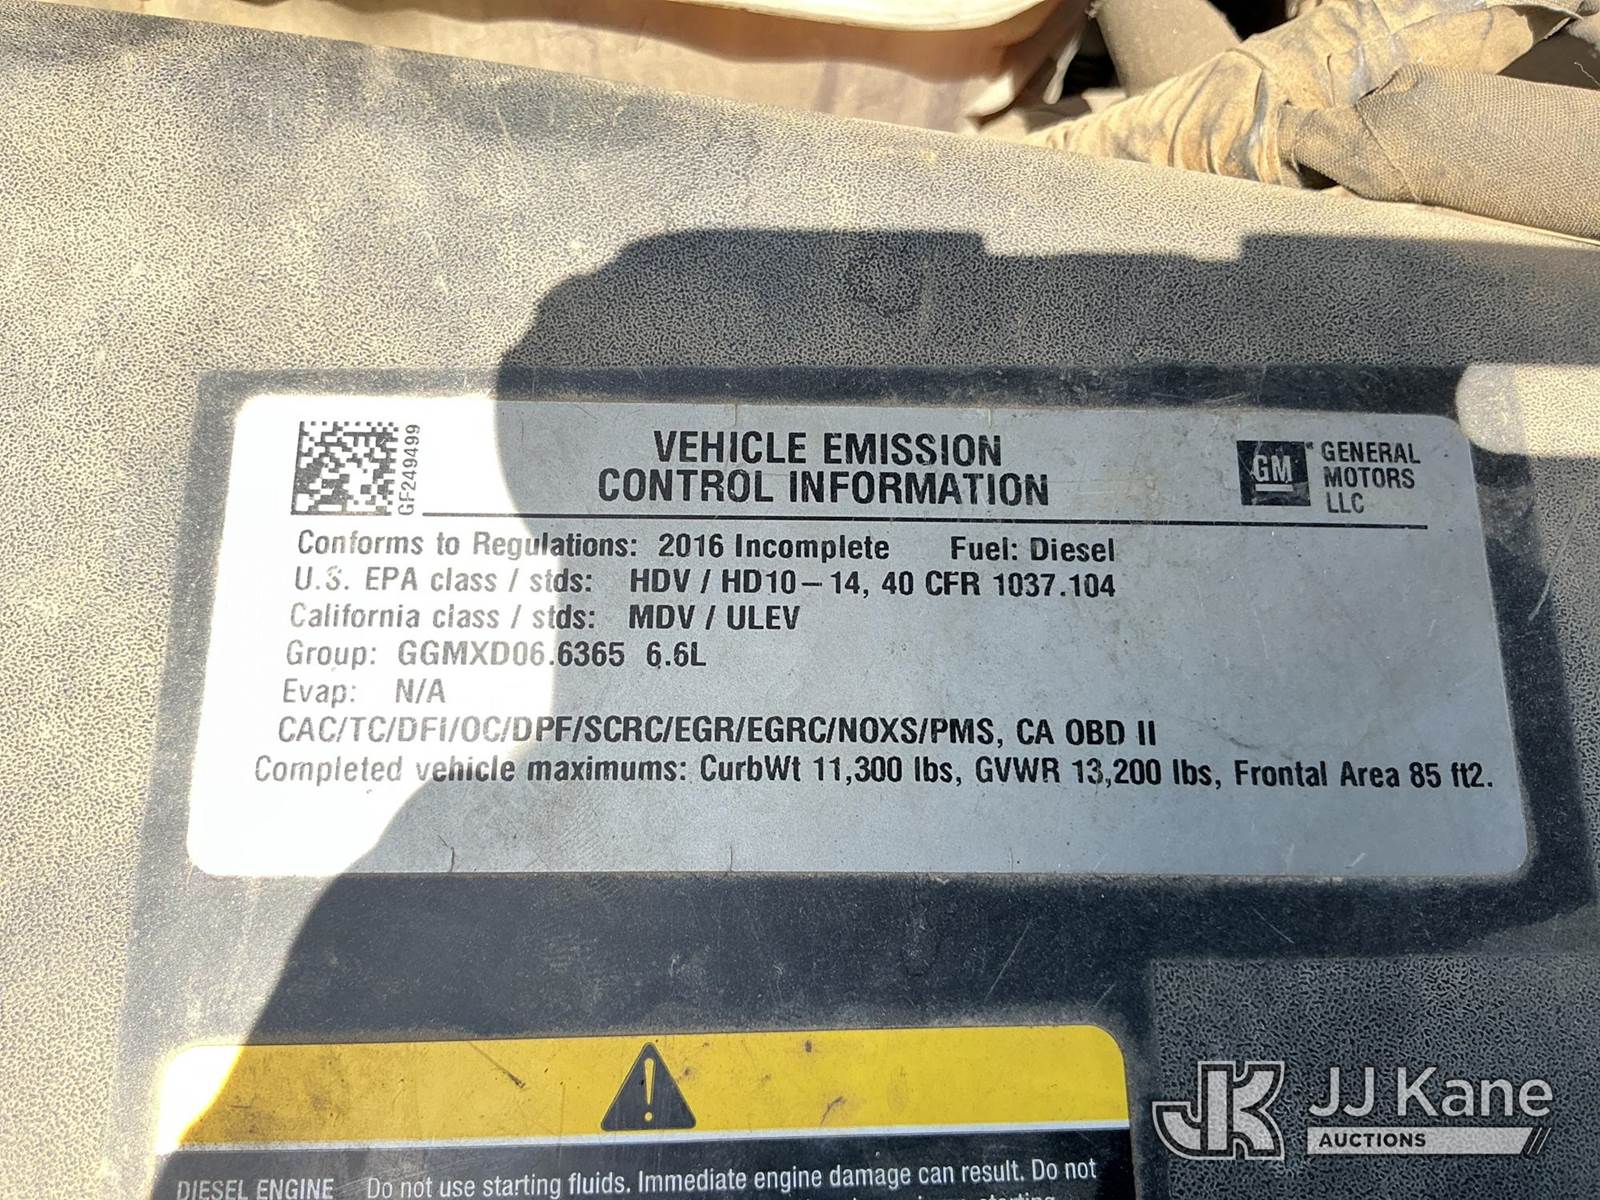 GF249499
VEHICLE EMISSION
CONTROL INFORMATION
GM
GENERAL
MOTORS
LLC
Conforms to Regulations: 2016 Incomplete Fuel: Diesel
U.S. EPA class / stds: HDV / HD10-14, 40 CFR 1037.104
California class / stds: MDV / ULEV
Group: GGMXD06.6365 6.6L
Evap: N/A
CAC/TC/DFI/OC/DPF/SCRC/EGR/EGRC/NOXS/PMS, CA OBD II
Completed vehicle maximums: CurbWt 11,300 lbs, GVWR 13,200 lbs, Frontal Area 85 ft2.
DIESEL ENGINE Do not use starting fluids. Immediate engine damage can result. Do not
starting
JK JJ Kane
AUCTIONS